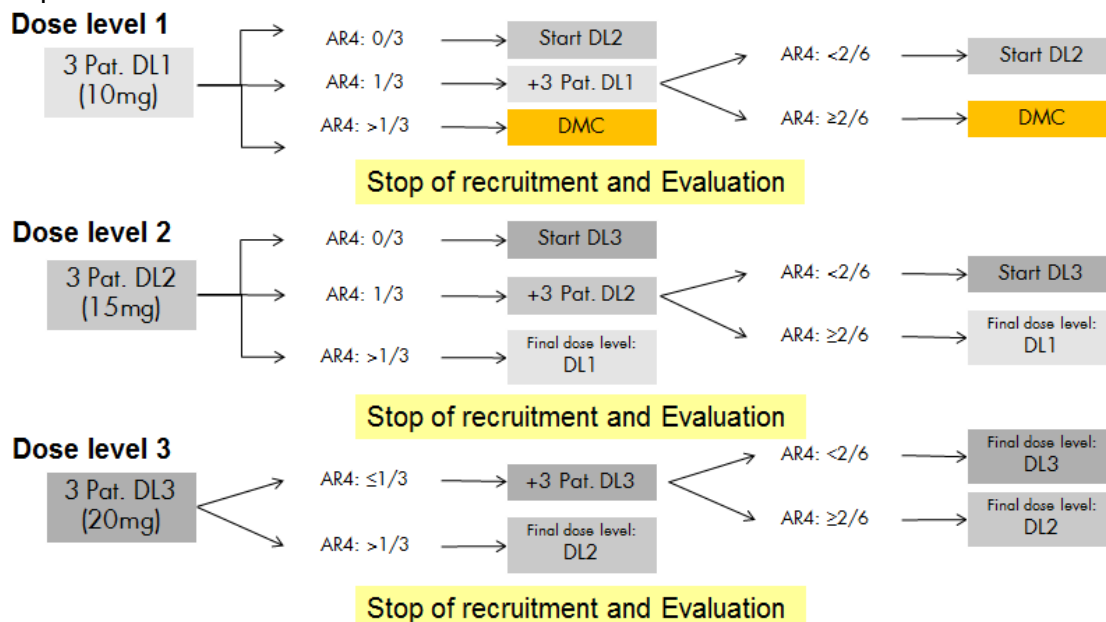 Dose level 1
3 Pat. DL1
(10mg)
AR4: 0/3
Start DL2
AR4: 1/3
+3 Pat. DL1
AR4: >1/3
DMC
AR4: <2/6
Start DL2
AR4: ≥2/6
DMC
Stop of recruitment and Evaluation
Dose level 2
3 Pat. DL2
(15mg)
AR4: 0/3
Start DL3
AR4: 1/3
+3 Pat. DL2
AR4: >1/3
Final dose level:
DL1
AR4: <2/6
Start DL3
AR4: ≥2/6
Final dose level:
DL1
Stop of recruitment and Evaluation
Dose level 3
3 Pat. DL3
(20mg)
AR4: ≤1/3
+3 Pat. DL3
AR4: >1/3
Final dose level:
DL2
AR4: <2/6
Final dose level:
DL3
AR4: ≥2/6
Final dose level:
DL2
Stop of recruitment and Evaluation